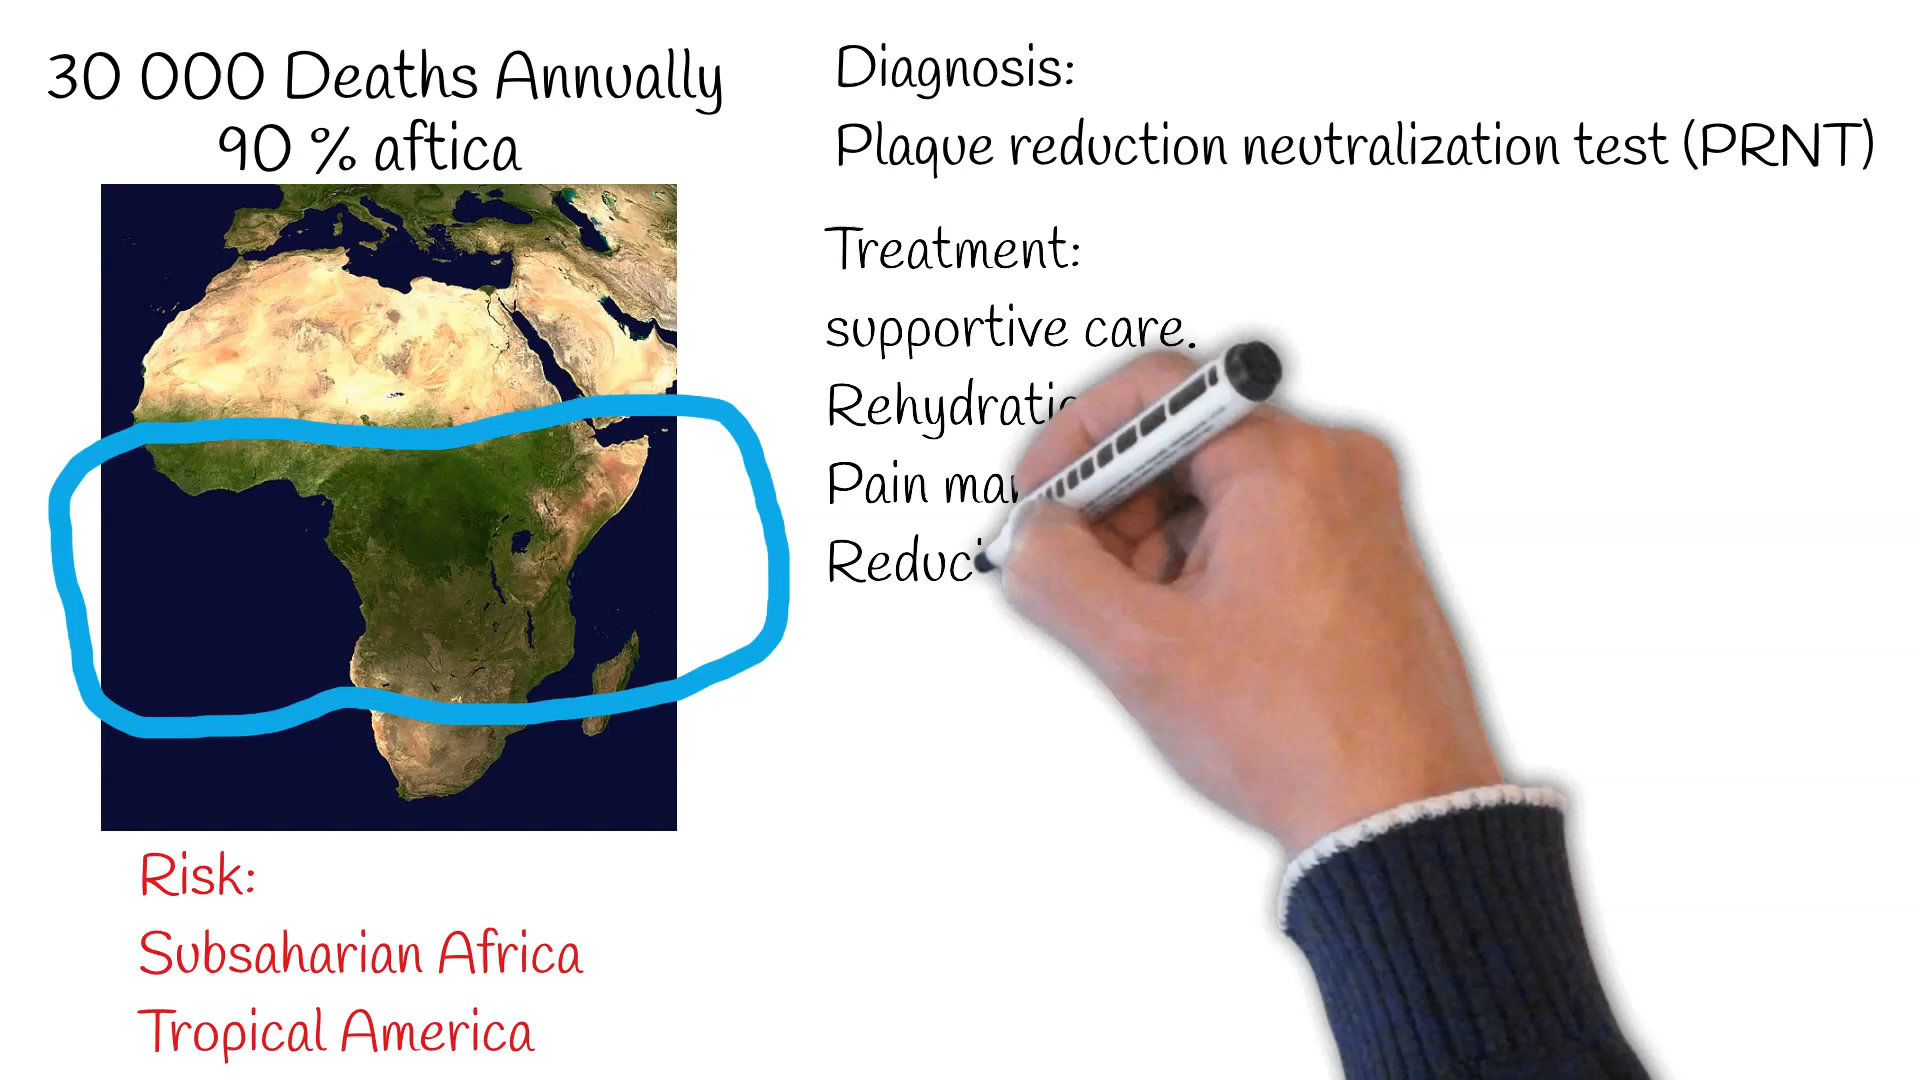 30 000 Deaths Annually
90 % aftica
Risk:
Subsaharian Africa
Tropical America
Diagnosis:
Plaque reduction neutralization test (PRNT)
Treatment:
supportive care.
Pain